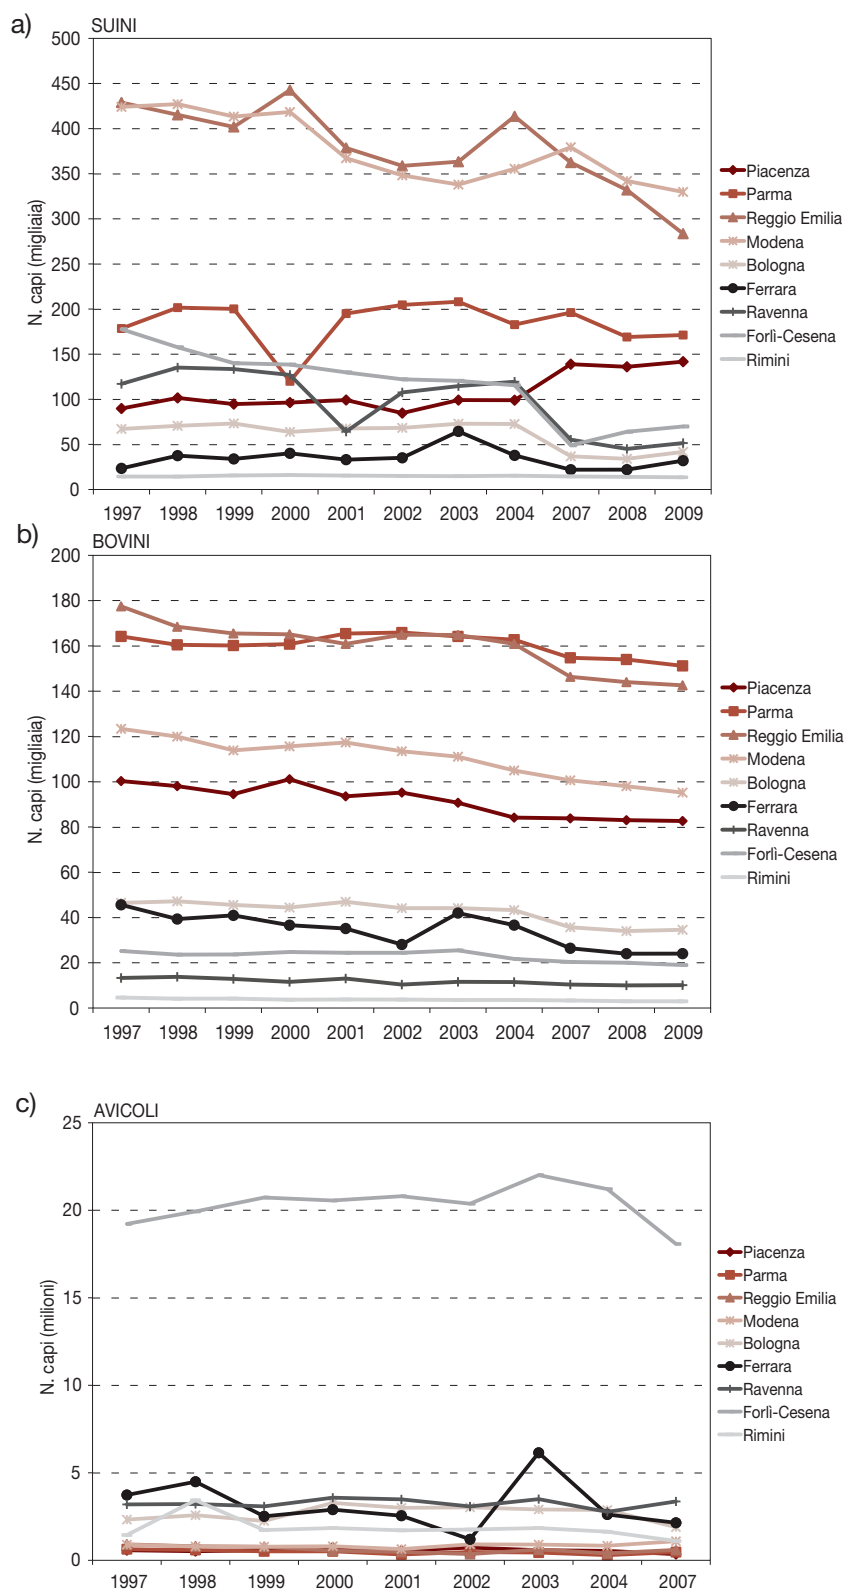 a)
SUINI
500
450
400
350
300
250
200
150
100
50
0
N. capi (migliaia)
1997 1998 1999 2000 2001 2002 2003 2004 2007 2008 2009
Piacenza
Parma
Reggio Emilia
Modena
Bologna
Ferrara
Ravenna
Forlì-Cesena
Rimini
b)
BOVINI
200
180
160
140
120
100
80
60
40
20
0
N. capi (migliaia)
1997 1998 1999 2000 2001 2002 2003 2004 2007 2008 2009
Piacenza
Parma
Reggio Emilia
Modena
Bologna
Ferrara
Ravenna
Forlì-Cesena
Rimini
c)
AVICOLI
25
20
15
10
5
0
N. capi (milioni)
1997 1998 1999 2000 2001 2002 2003 2004 2007
Piacenza
Parma
Reggio Emilia
Modena
Bologna
Ferrara
Ravenna
Forlì-Cesena
Rimini